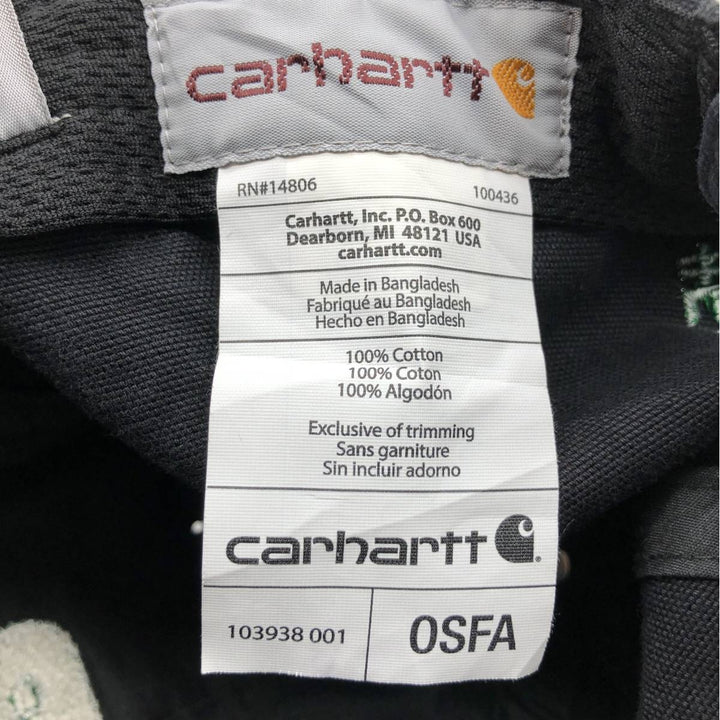 carhartt
RN#14806 100436
Carhartt, Inc. P.O. Box 600
Dearborn, MI 48121 USA
carhartt.com
Made in Bangladesh
Fabriqué au Bangladesh
Hecho en Bangladesh
100% Cotton
100% Coton
100% Algodón
Exclusive of trimming
Sans garniture
Sin incluir adorno
carhartt
103938 001 OSFA